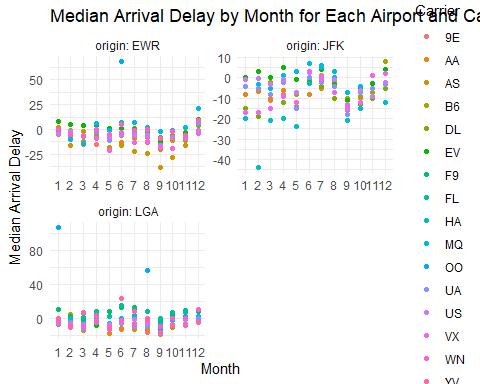 Median Arrival Delay by Month for Each Airport and Ca
Carrier
origin: EWR
origin: JFK
50
25
0
-25
10
0
-10
-20
-30
-40
1 2 3 4 5 6 7 8 9 10 11 12
1 2 3 4 5 6 7 8 9 10 11 12
origin: LGA
80
40
0
1 2 3 4 5 6 7 8 9 10 11 12
Median Arrival Delay
Month
9E
AA
AS
B6
DL
EV
F9
FL
HA
MQ
OO
UA
US
VX
WN
YV